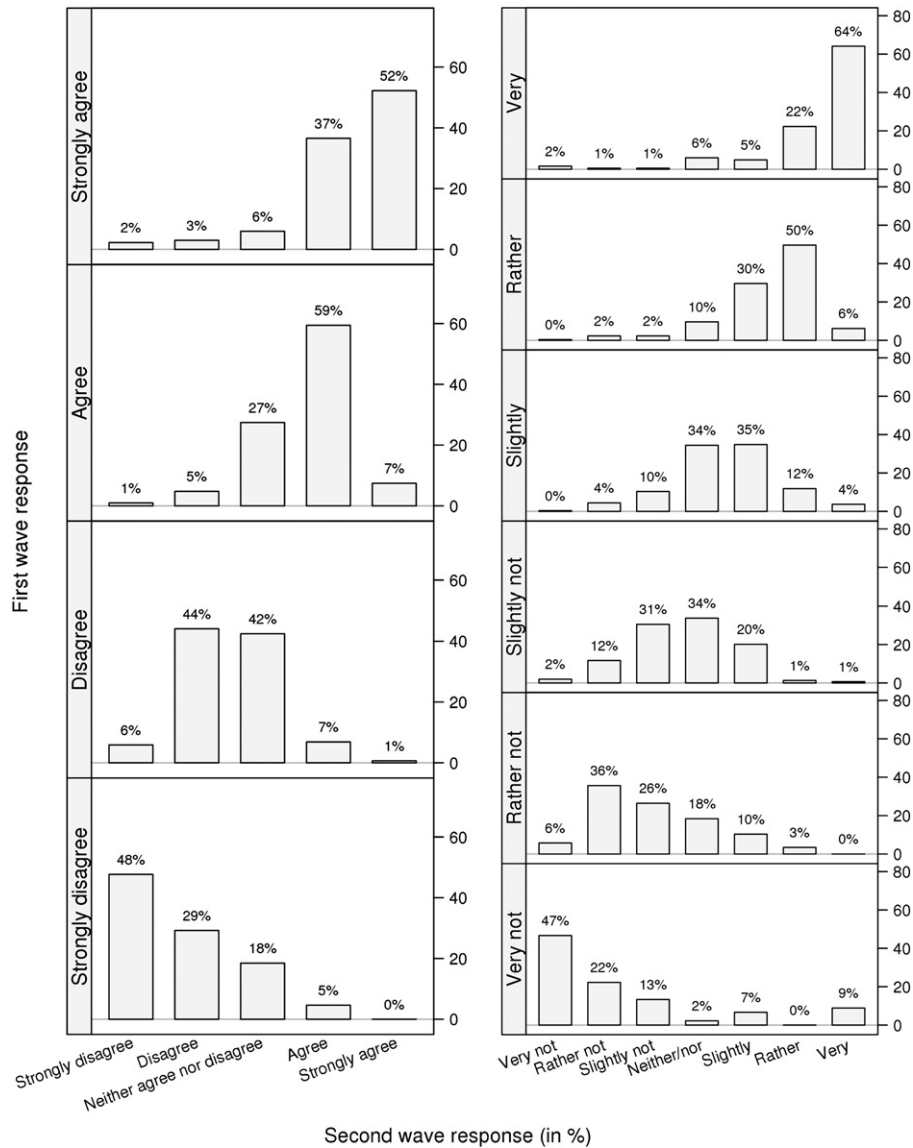 First wave response
Strongly agree
2% 3% 6% 37% 52%
60
40
20
0
Agree
1% 5% 27% 59% 7%
60
40
20
0
Disagree
6% 44% 42% 7% 1%
60
40
20
0
Strongly disagree
48% 29% 18% 5% 0%
60
40
20
0
Strongly disagree
Disagree
Neither agree nor disagree
Agree
Strongly agree
Very
2% 1% 1% 6% 5% 22% 64%
80
60
40
20
0
Rather
0% 2% 2% 10% 30% 50% 6%
80
60
40
20
0
Slightly
0% 4% 10% 34% 35% 12% 4%
80
60
40
20
0
Slightly not
2% 12% 31% 34% 20% 1% 1%
80
60
40
20
0
Rather not
6% 36% 26% 18% 10% 3% 0%
80
60
40
20
0
Very not
47% 22% 13% 2% 7% 0% 9%
80
60
40
20
0
Very not
Rather not
Slightly not
Neither/nor
Slightly
Rather
Very
Second wave response (in %)